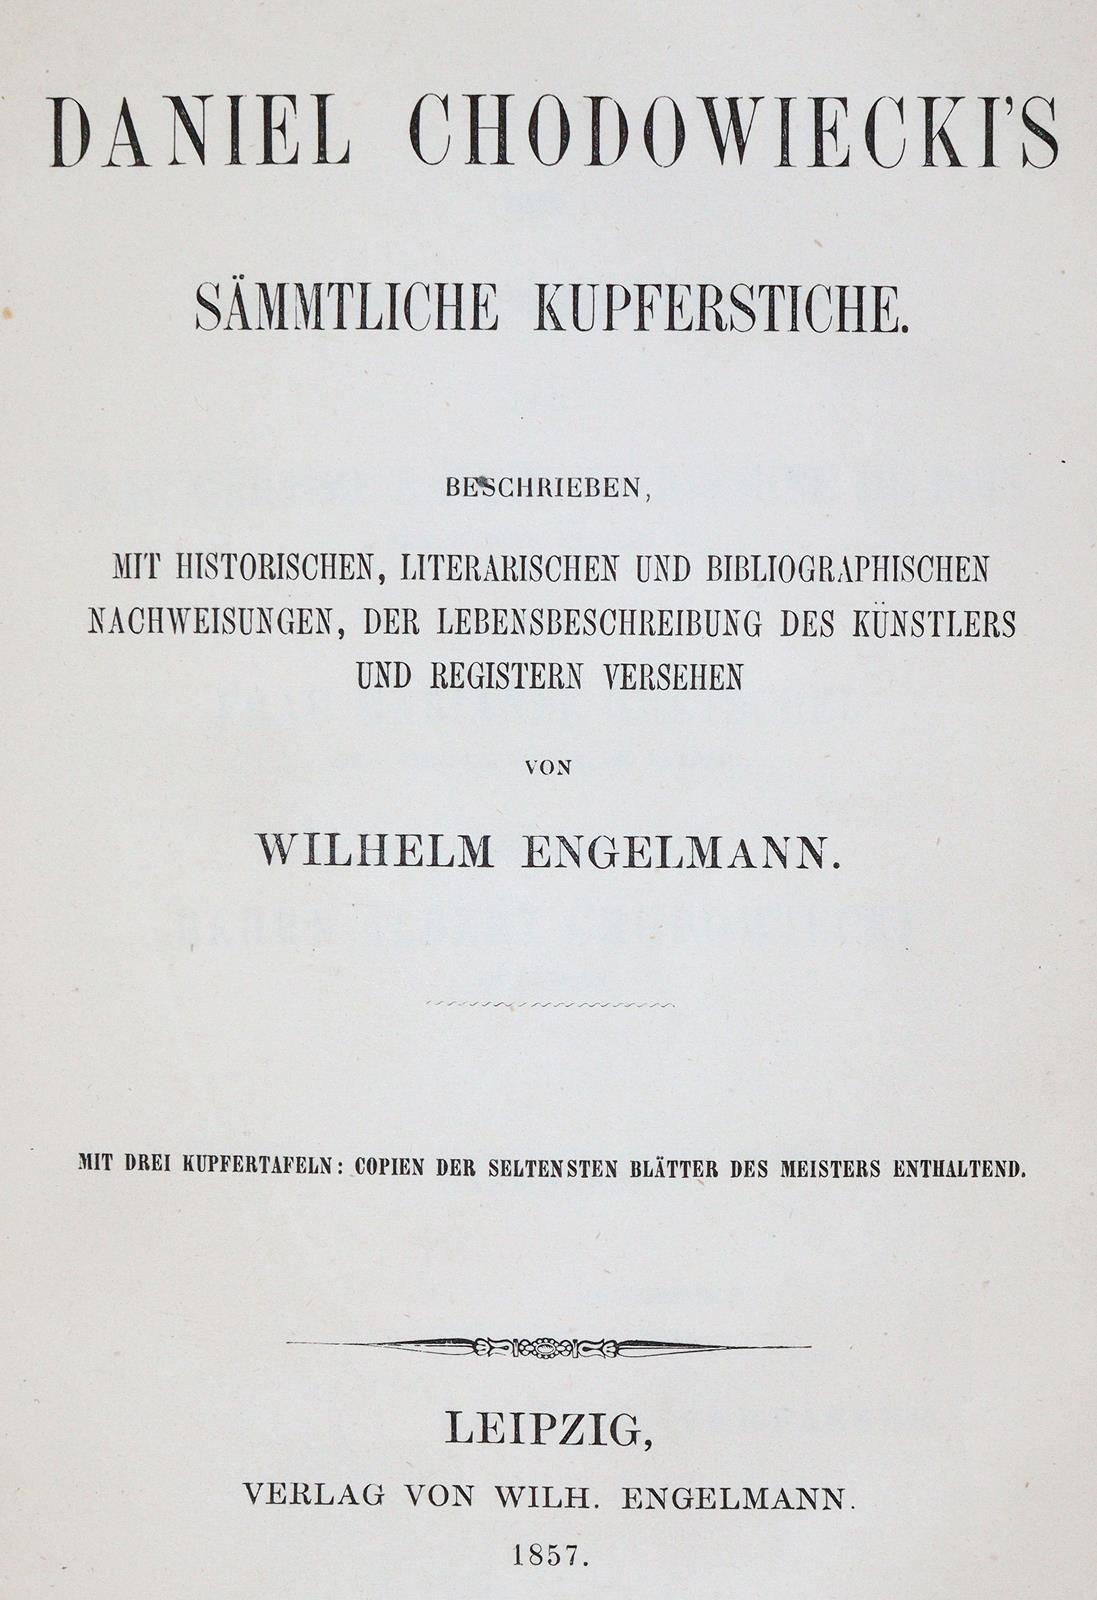 DANIEL CHODOWIECKI'S
SÄMMTLICHE KUPFERSTICHE.
BESCHRIEBEN,
MIT HISTORISCHEN, LITERARISCHEN UND BIBLIOGRAPHISCHEN
NACHWEISUNGEN, DER LEBENSBESCHREIBUNG DES KÜNSTLERS
UND REGISTERN VERSEHEN
VON
WILHELM ENGELMANN.
MIT DREI KUPFERTAFELN: COPIEN DER SELTENSTEN BLÄTTER DES MEISTERS ENTHALTEND.
LEIPZIG,
VERLAG VON WILH. ENGELMANN.
1857.